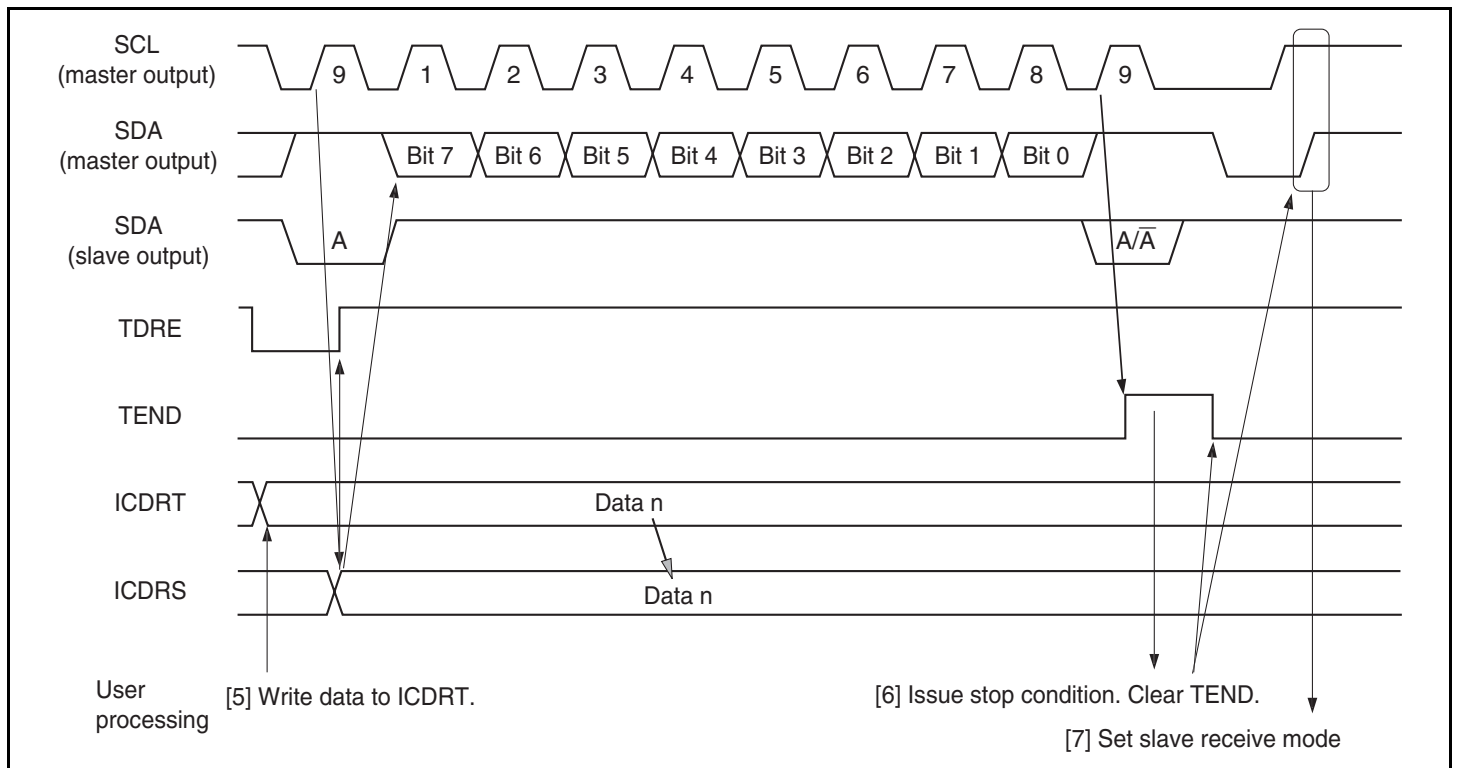 SCL
(master output)
9 1 2 3 4 5 6 7 8 9
SDA
(master output)
Bit 7 Bit 6 Bit 5 Bit 4 Bit 3 Bit 2 Bit 1 Bit 0
SDA
(slave output)
A A/A̅
TDRE
TEND
ICDRT
Data n
ICDRS
Data n
User
processing
[5] Write data to ICDRT.
[6] Issue stop condition. Clear TEND.
[7] Set slave receive mode